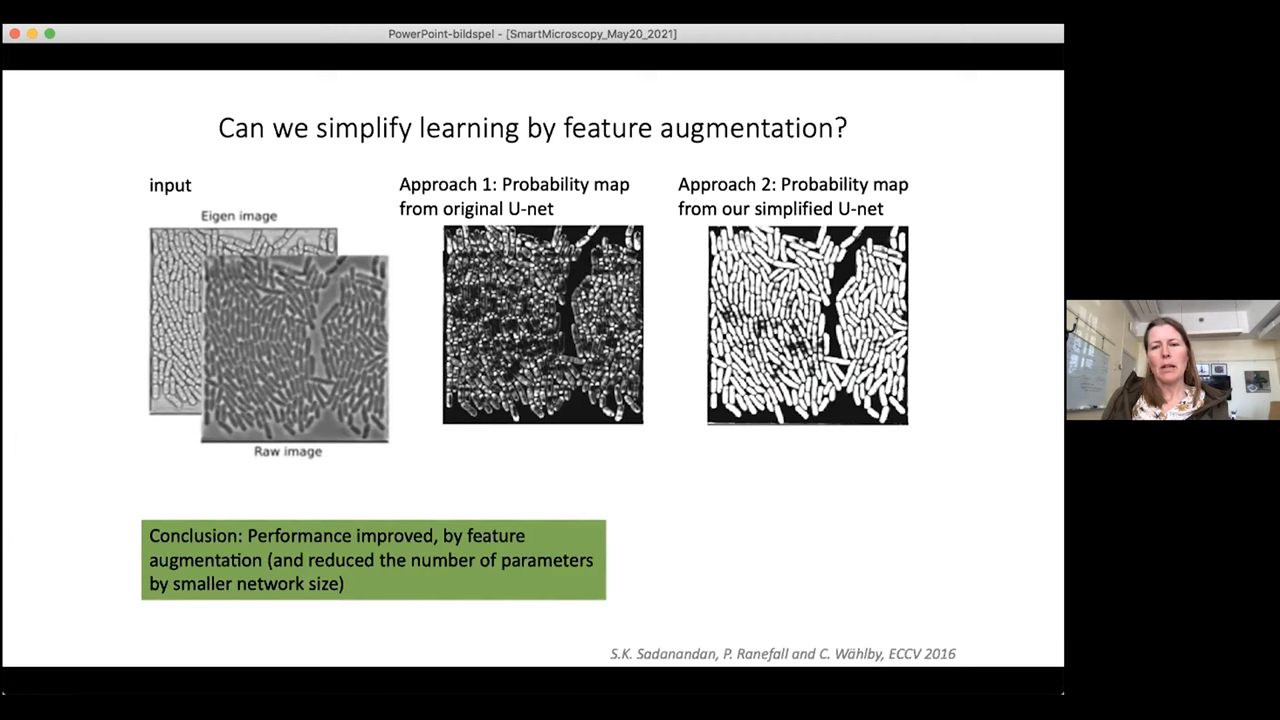 PowerPoint-bildspel - [SmartMicroscopy_May20_2021]
Can we simplify learning by feature augmentation?
input
Eigen image
Raw image
Approach 1: Probability map
from original U-net
Approach 2: Probability map
from our simplified U-net
Conclusion: Performance improved, by feature
augmentation (and reduced the number of parameters
by smaller network size)
S.K. Sadanandan, P. Ranefall and C. Wählby, ECCV 2016